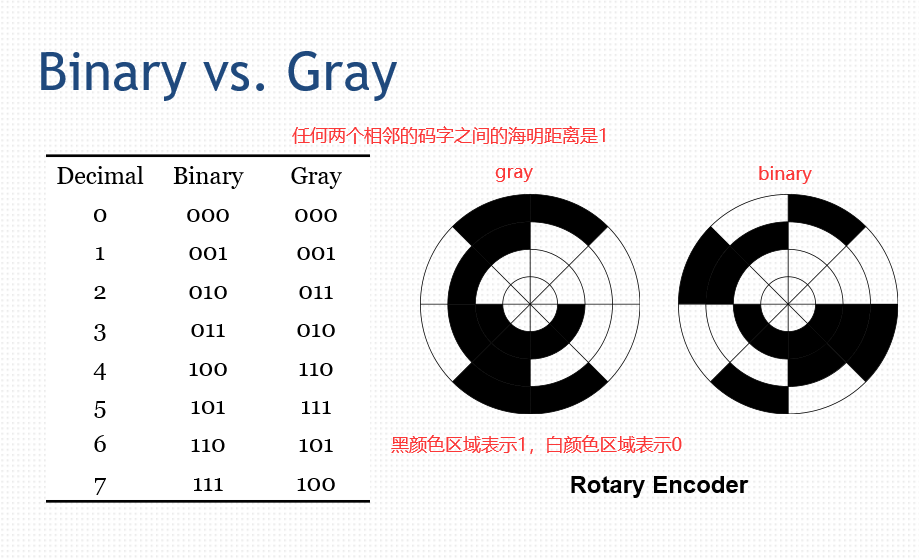 Binary vs. Gray
任何两个相邻的码字之间的海明距离是1
Decimal Binary Gray
0 000 000
1 001 001
2 010 011
3 011 010
4 100 110
5 101 111
6 110 101
7 111 100
gray
binary
黑颜色区域表示1，白颜色区域表示0
Rotary Encoder